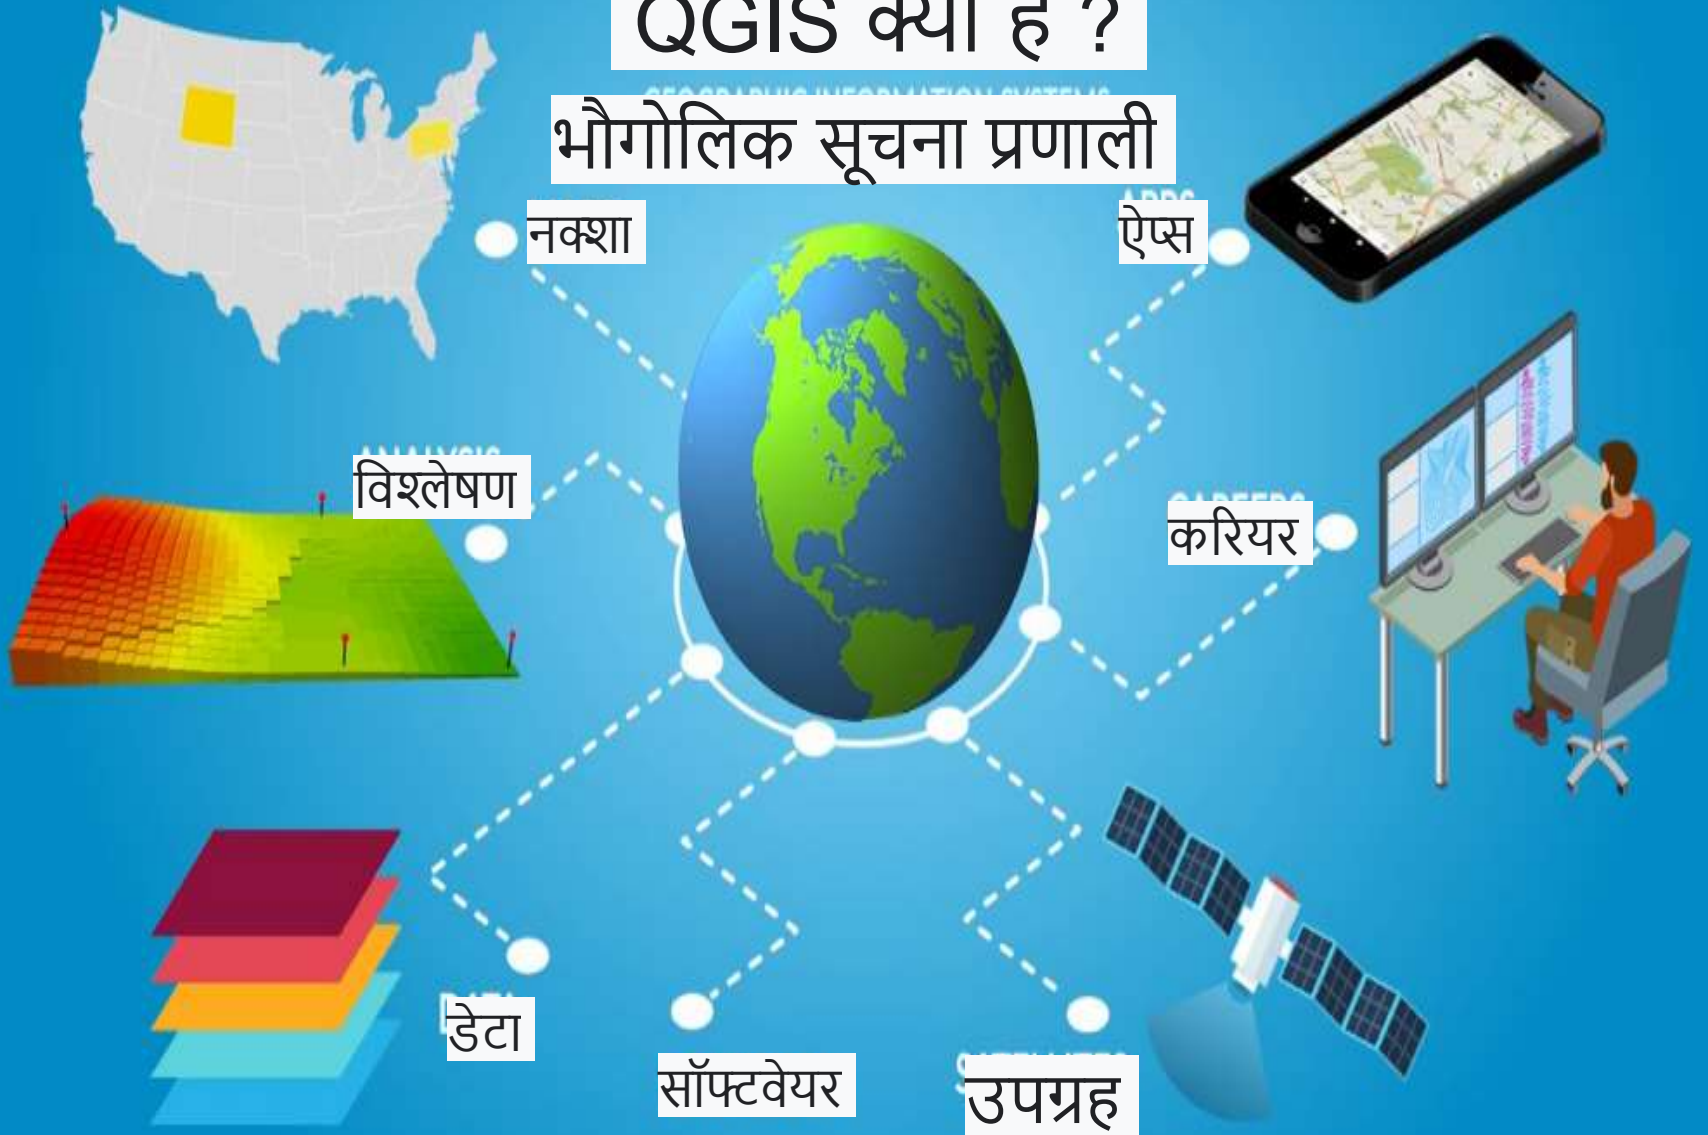 QGIS क्या है ?
भौगोलिक सूचना प्रणाली
नक्शा
ऐप्स
विश्लेषण
करियर
डेटा
सॉफ्टवेयर
उपग्रह